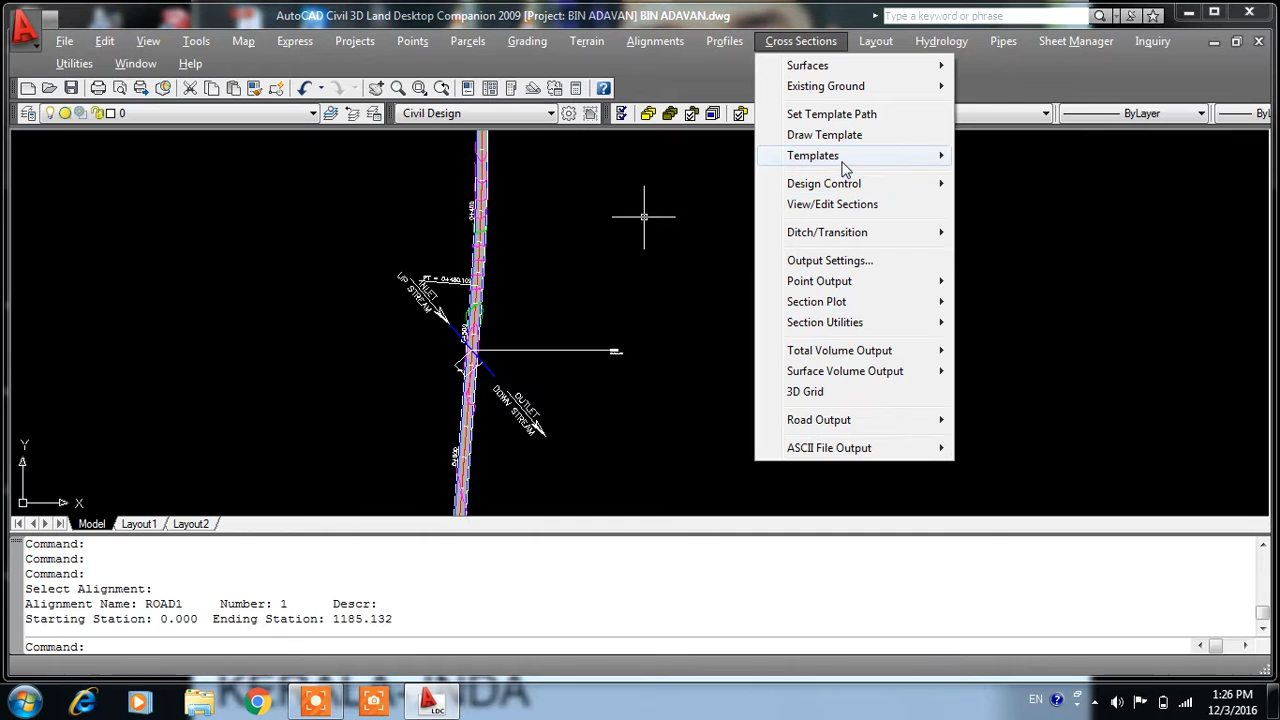 AutoCAD Civil 3D Land Desktop Companion 2009 [Project: BIN ADAVAN] BIN ADAVAN.dwg
Type a keyword or phrase
File Edit View Tools Map Express Projects Points Parcels Grading Terrain Alignments Profiles Cross Sections Layout Hydrology Pipes Sheet Manager Inquiry
Utilities Window Help
0
Civil Design
ByLayer
ByL
Surfaces
Existing Ground
Set Template Path
Draw Template
Templates
Design Control
View/Edit Sections
Ditch/Transition
Output Settings...
Point Output
Section Plot
Section Utilities
Total Volume Output
Surface Volume Output
3D Grid
Road Output
ASCII File Output
INLET
UP STREAM
OUTLET
DOWN STREAM
Y
X
Model Layout1 Layout2
Command:
Command:
Command:
Select Alignment:
Alignment Name: ROAD1 Number: 1 Descr:
Starting Station: 0.000 Ending Station: 1185.132
Command:
LDC
EN
1:26 PM
12/3/2016